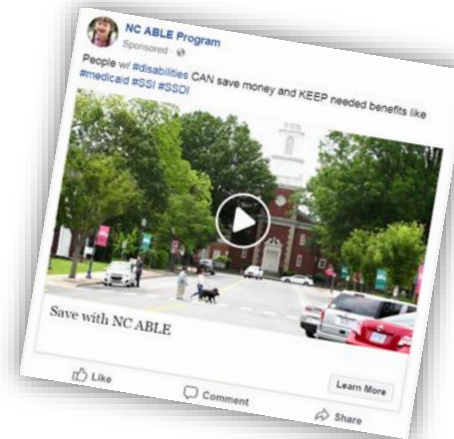 NC ABLE Program
Sponsored ·
People w/ #disabilities CAN save money and KEEP needed benefits like
#medicaid #SSI #SSDI
Save with NC ABLE
Learn More
Like
Comment
Share